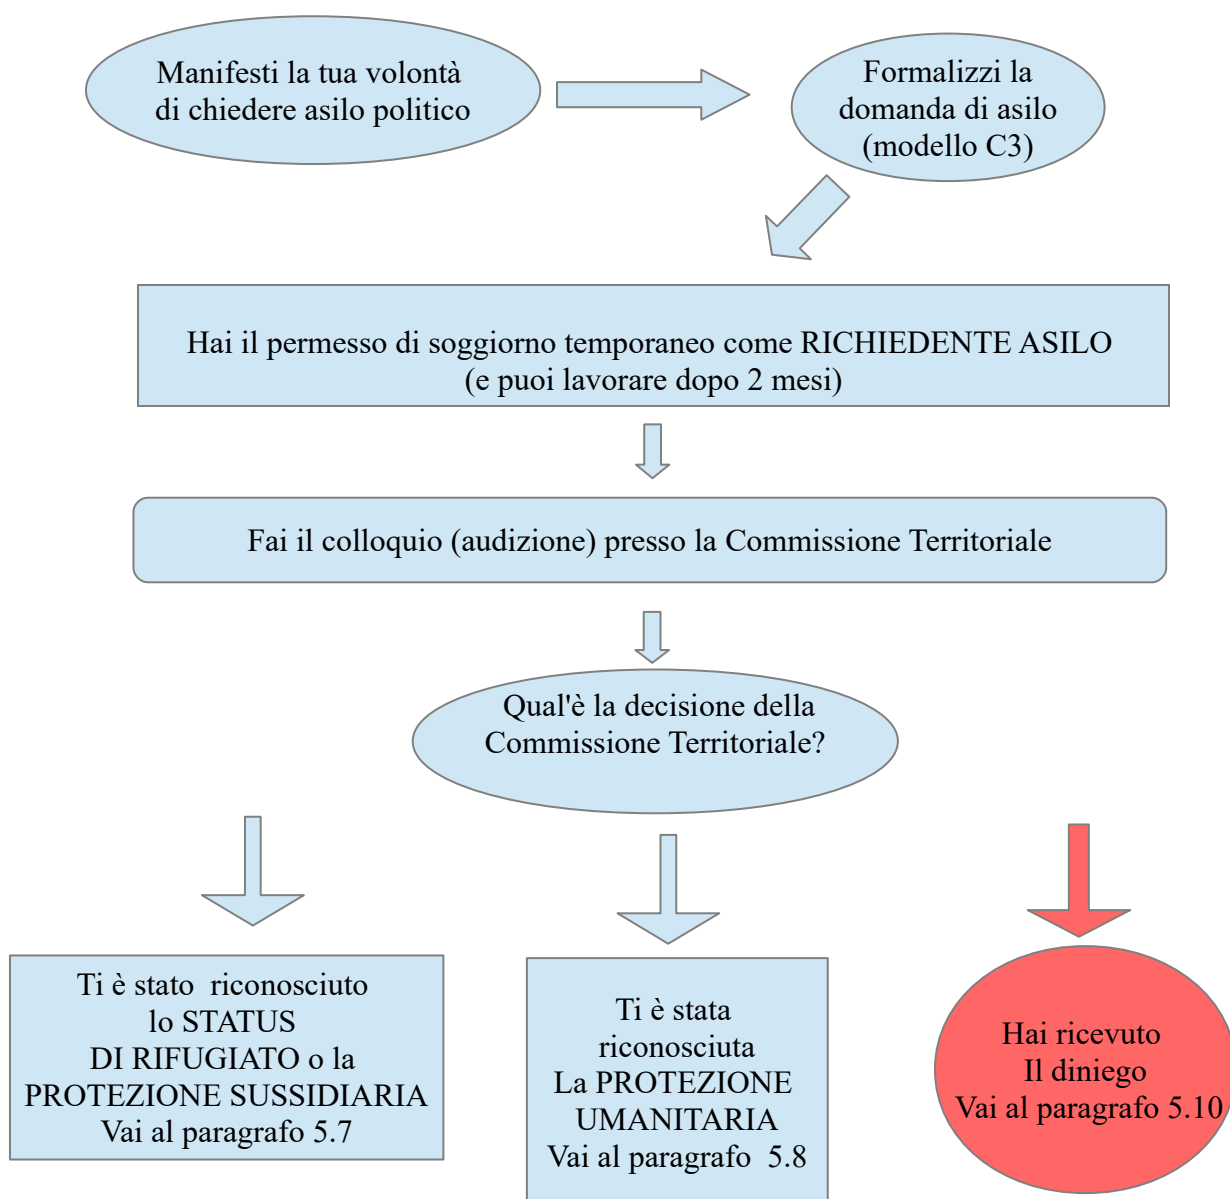 Manifesti la tua volontà
di chiedere asilo politico
Formalizzi la
domanda di asilo
(modello C3)
Hai il permesso di soggiorno temporaneo come RICHIEDENTE ASILO
(e puoi lavorare dopo 2 mesi)
Fai il colloquio (audizione) presso la Commissione Territoriale
Qual'è la decisione della
Commissione Territoriale?
Ti è stato riconosciuto
lo STATUS
DI RIFUGIATO o la
PROTEZIONE SUSSIDIARIA
Vai al paragrafo 5.7
Ti è stata
riconosciuta
La PROTEZIONE
UMANITARIA
Vai al paragrafo 5.8
Hai ricevuto
Il diniego
Vai al paragrafo 5.10